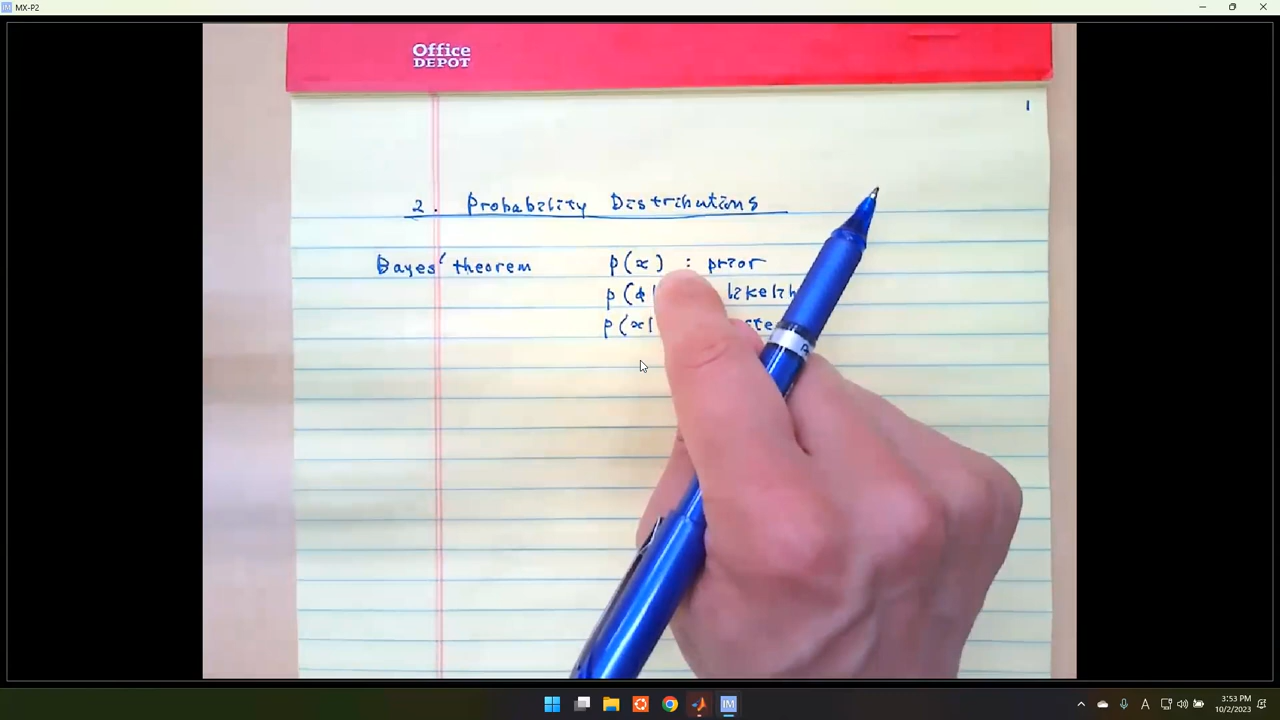 MX-P2
Office
DEPOT
1
2. Probability Distributions
Bayes' theorem p(x) : prior
p(d|
p(x|
3:53 PM
10/2/2023